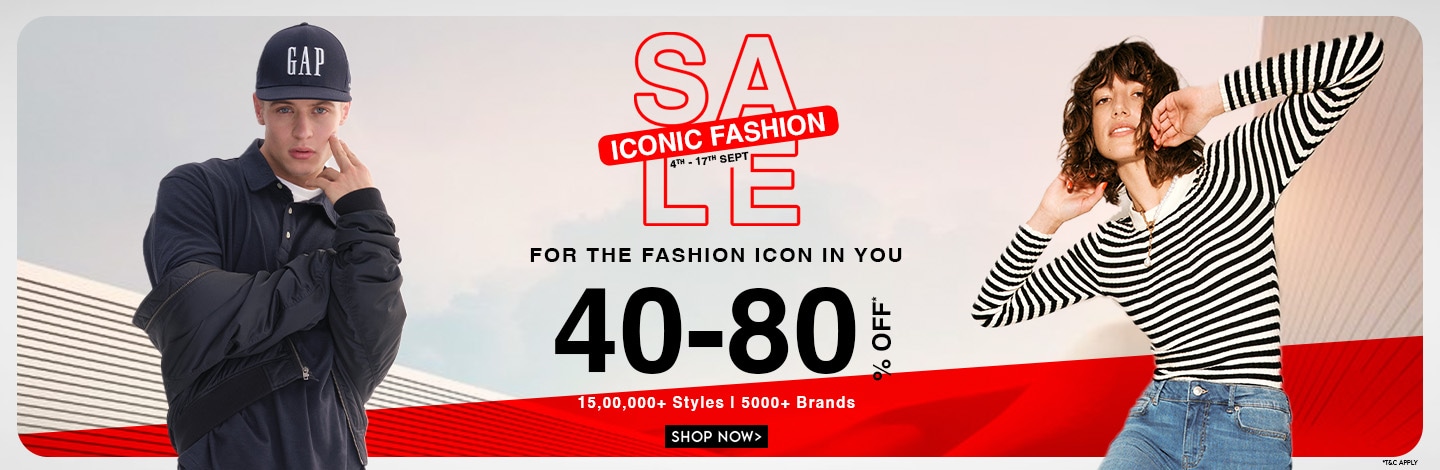 GAP
SA
ICONIC FASHION
4TH - 17TH SEPT
LE
FOR THE FASHION ICON IN YOU
40-80
% OFF*
15,00,000+ Styles | 5000+ Brands
SHOP NOW>
*T&C APPLY